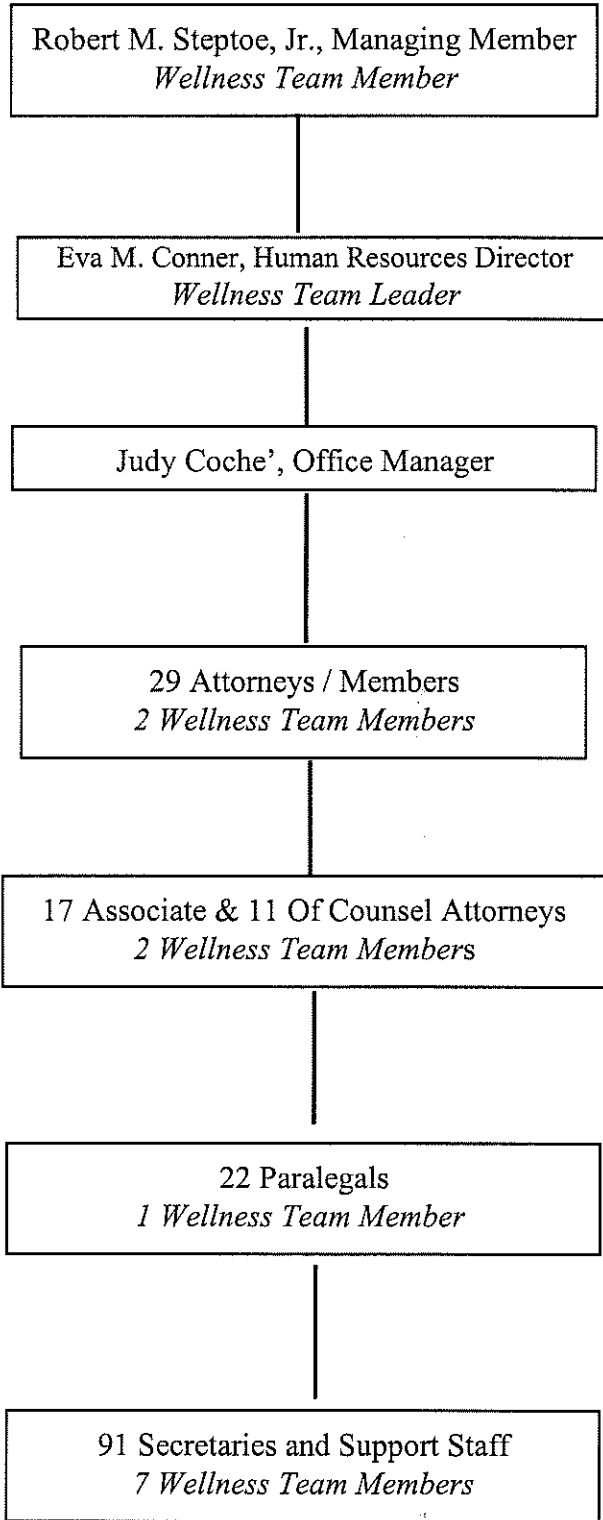 Robert M. Steptoe, Jr., Managing Member
Wellness Team Member
Eva M. Conner, Human Resources Director
Wellness Team Leader
Judy Coche’, Office Manager
29 Attorneys / Members
2 Wellness Team Members
17 Associate & 11 Of Counsel Attorneys
2 Wellness Team Members
22 Paralegals
1 Wellness Team Member
91 Secretaries and Support Staff
7 Wellness Team Members